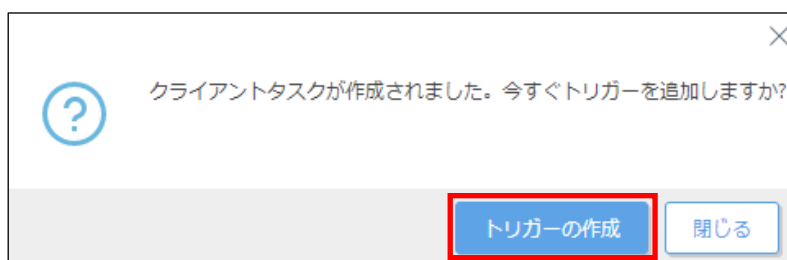 クライアントタスクが作成されました。今すぐトリガーを追加しますか?
トリガーの作成
閉じる